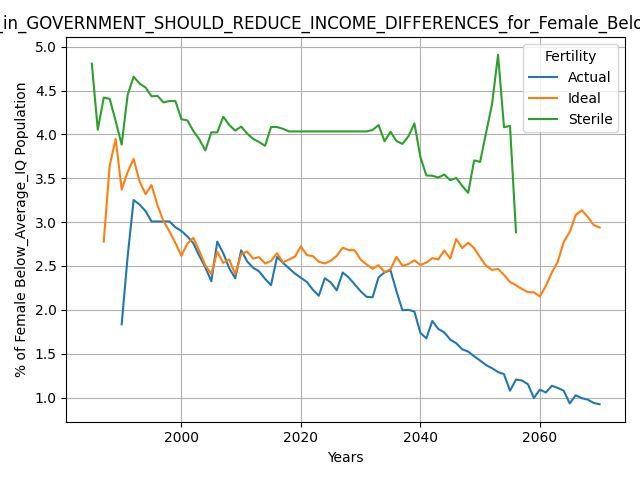 _in_GOVERNMENT_SHOULD_REDUCE_INCOME_DIFFERENCES_for_Female_Belo
% of Female Below_Average_IQ Population
5.0
4.5
4.0
3.5
3.0
2.5
2.0
1.5
1.0
Fertility
Actual
Ideal
Sterile
2000
2020
2040
2060
Years